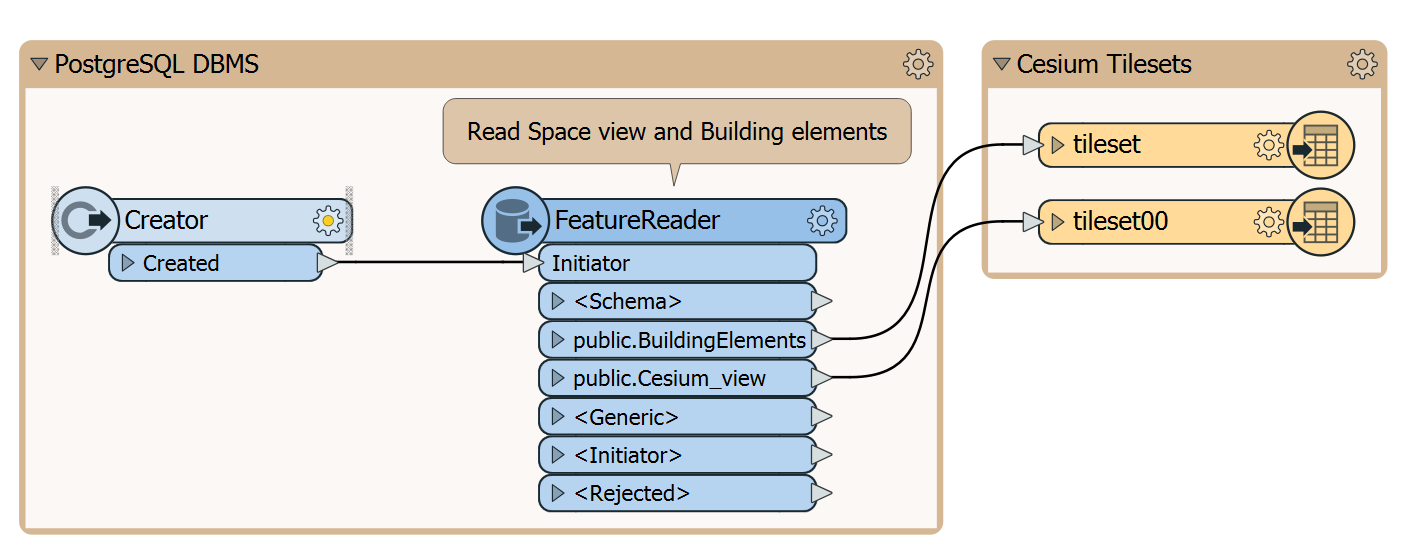 PostgreSQL DBMS
Read Space view and Building elements
Creator
Created
FeatureReader
Initiator
<Schema>
public.BuildingElements
public.Cesium_view
<Generic>
<Initiator>
<Rejected>
Cesium Tilesets
tileset
tileset00